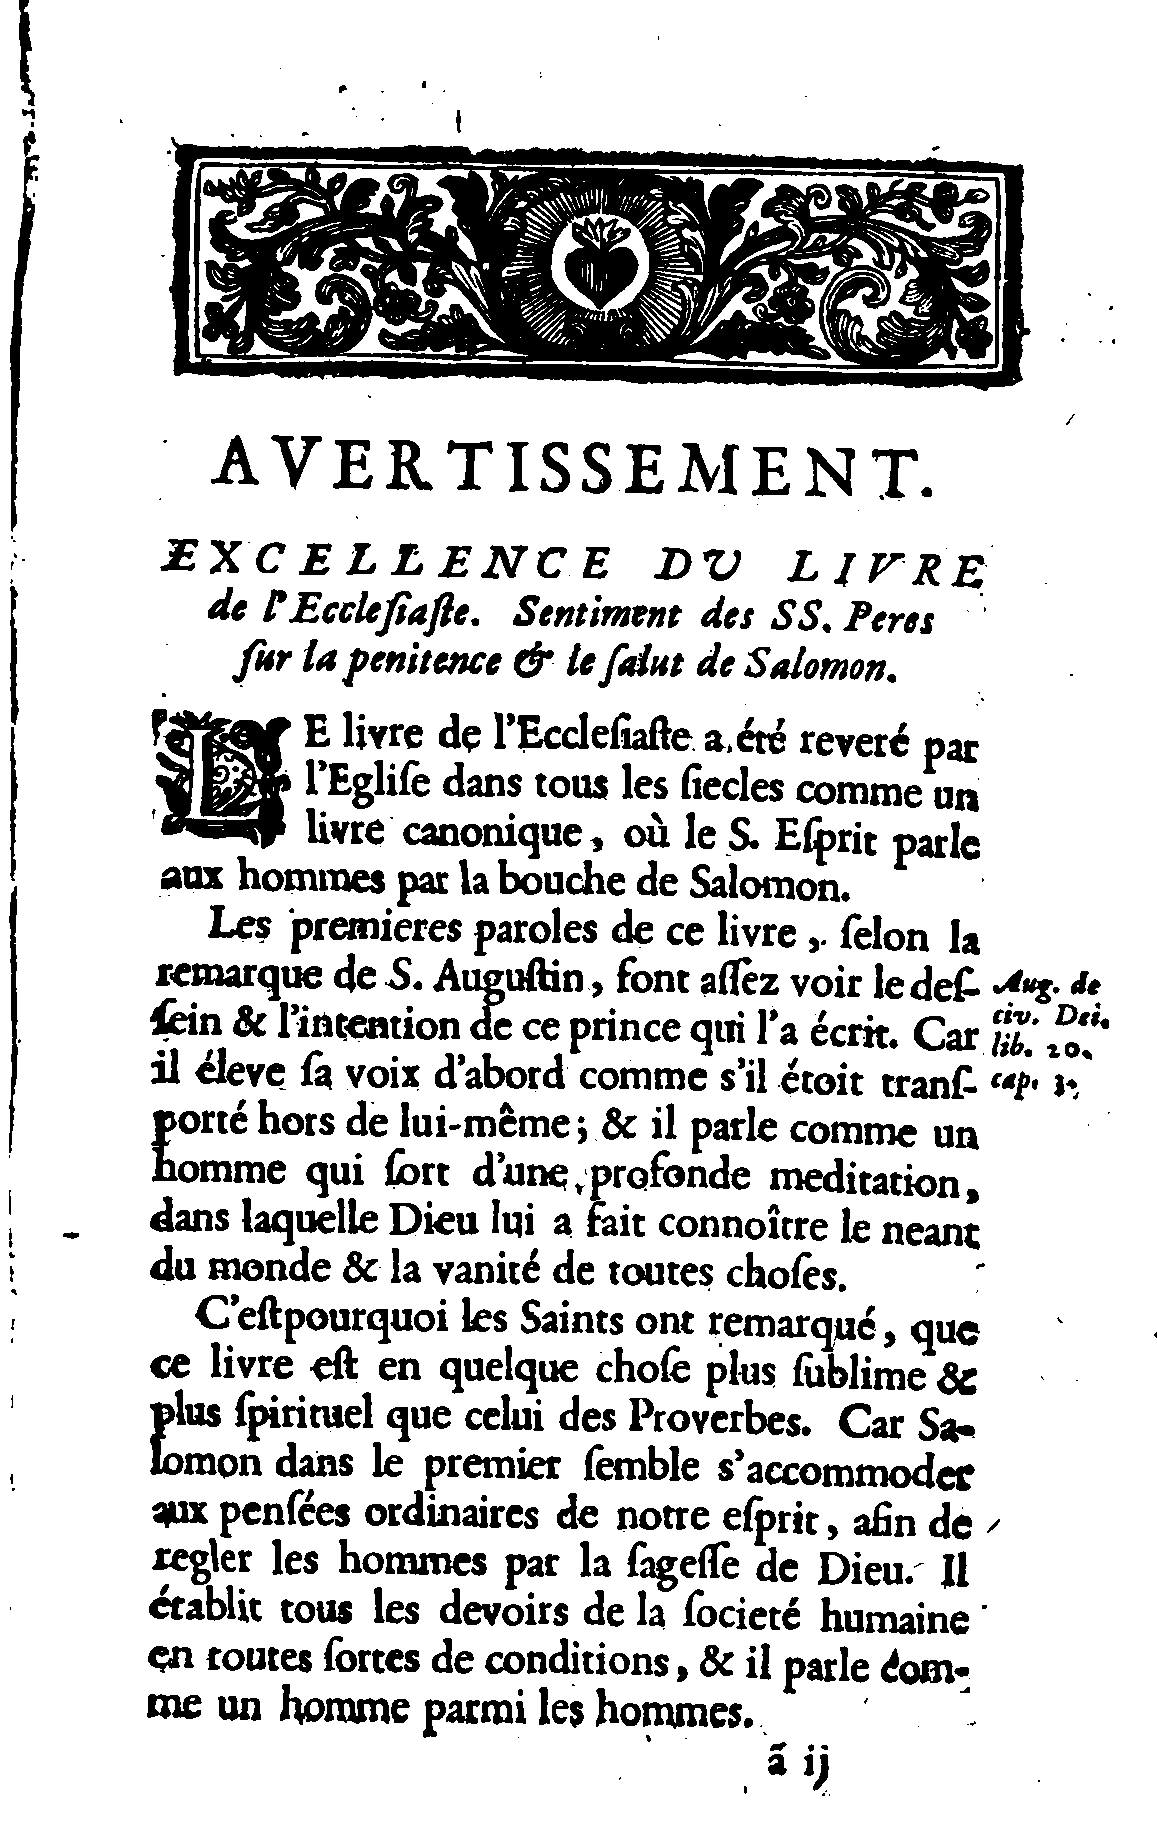 AVERTISSEMENT.
EXCELLENCE DU LIVRE
de l'Eccleſiaſte. Sentiment des SS. Peres
ſur la penitence & le ſalut de Salomon.
LE livre de l'Eccleſiaſte a été reveré par
l'Egliſe dans tous les ſiecles comme un
livre canonique, où le S. Eſprit parle
aux hommes par la bouche de Salomon.
Les premieres paroles de ce livre, ſelon la
remarque de S. Auguſtin, font aſſez voir le deſ-
ſein & l'intention de ce prince qui l'a écrit. Car
il éleve ſa voix d'abord comme s'il étoit tranſ-
porté hors de lui-même; & il parle comme un
homme qui ſort d'une profonde meditation,
dans laquelle Dieu lui a fait connoître le neant
du monde & la vanité de toutes choſes.
Aug. de
civ. Dei.
lib. 20.
cap. 3.
C'eſtpourquoi les Saints ont remarqué, que
ce livre eſt en quelque choſe plus ſublime &
plus ſpirituel que celui des Proverbes. Car Sa-
lomon dans le premier ſemble s'accommoder
aux penſées ordinaires de notre eſprit, afin de
regler les hommes par la ſageſſe de Dieu. Il
établit tous les devoirs de la ſocieté humaine
en toutes ſortes de conditions, & il parle com-
me un homme parmi les hommes.
ã ij